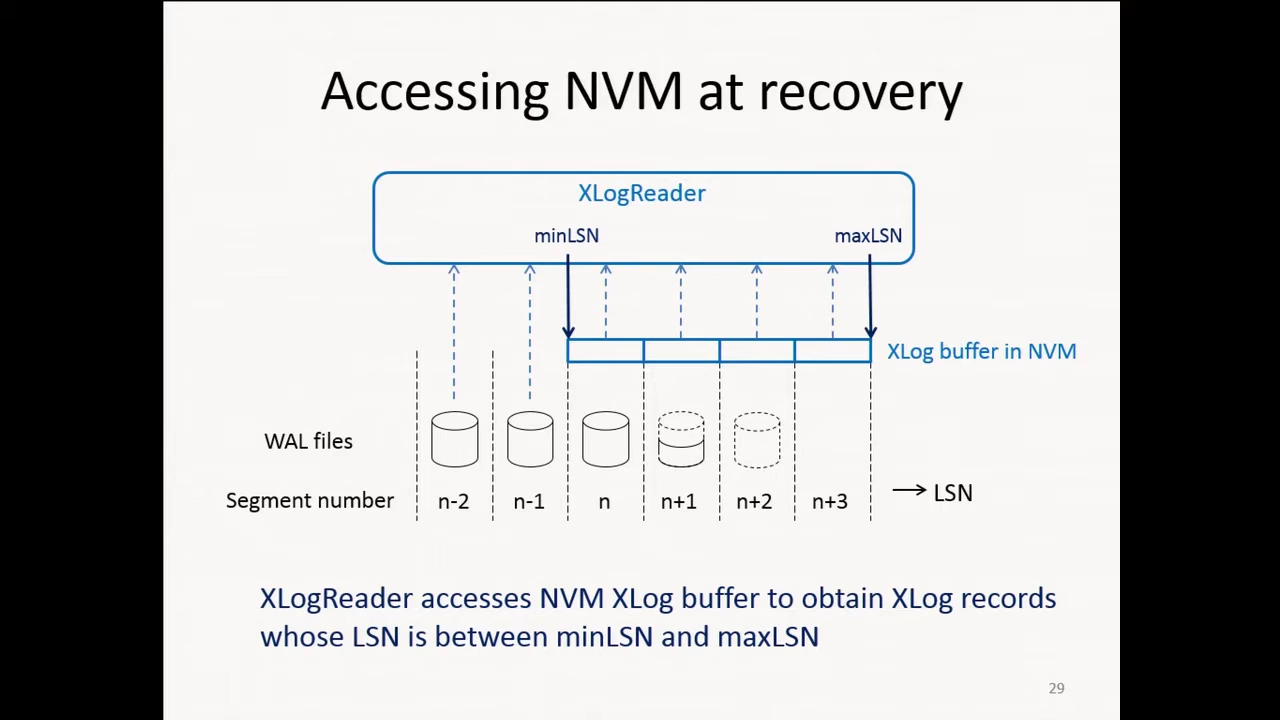 Accessing NVM at recovery
XLogReader
minLSN
maxLSN
XLog buffer in NVM
WAL files
Segment number
n-2
n-1
n
n+1
n+2
n+3
LSN
XLogReader accesses NVM XLog buffer to obtain XLog records
whose LSN is between minLSN and maxLSN
29